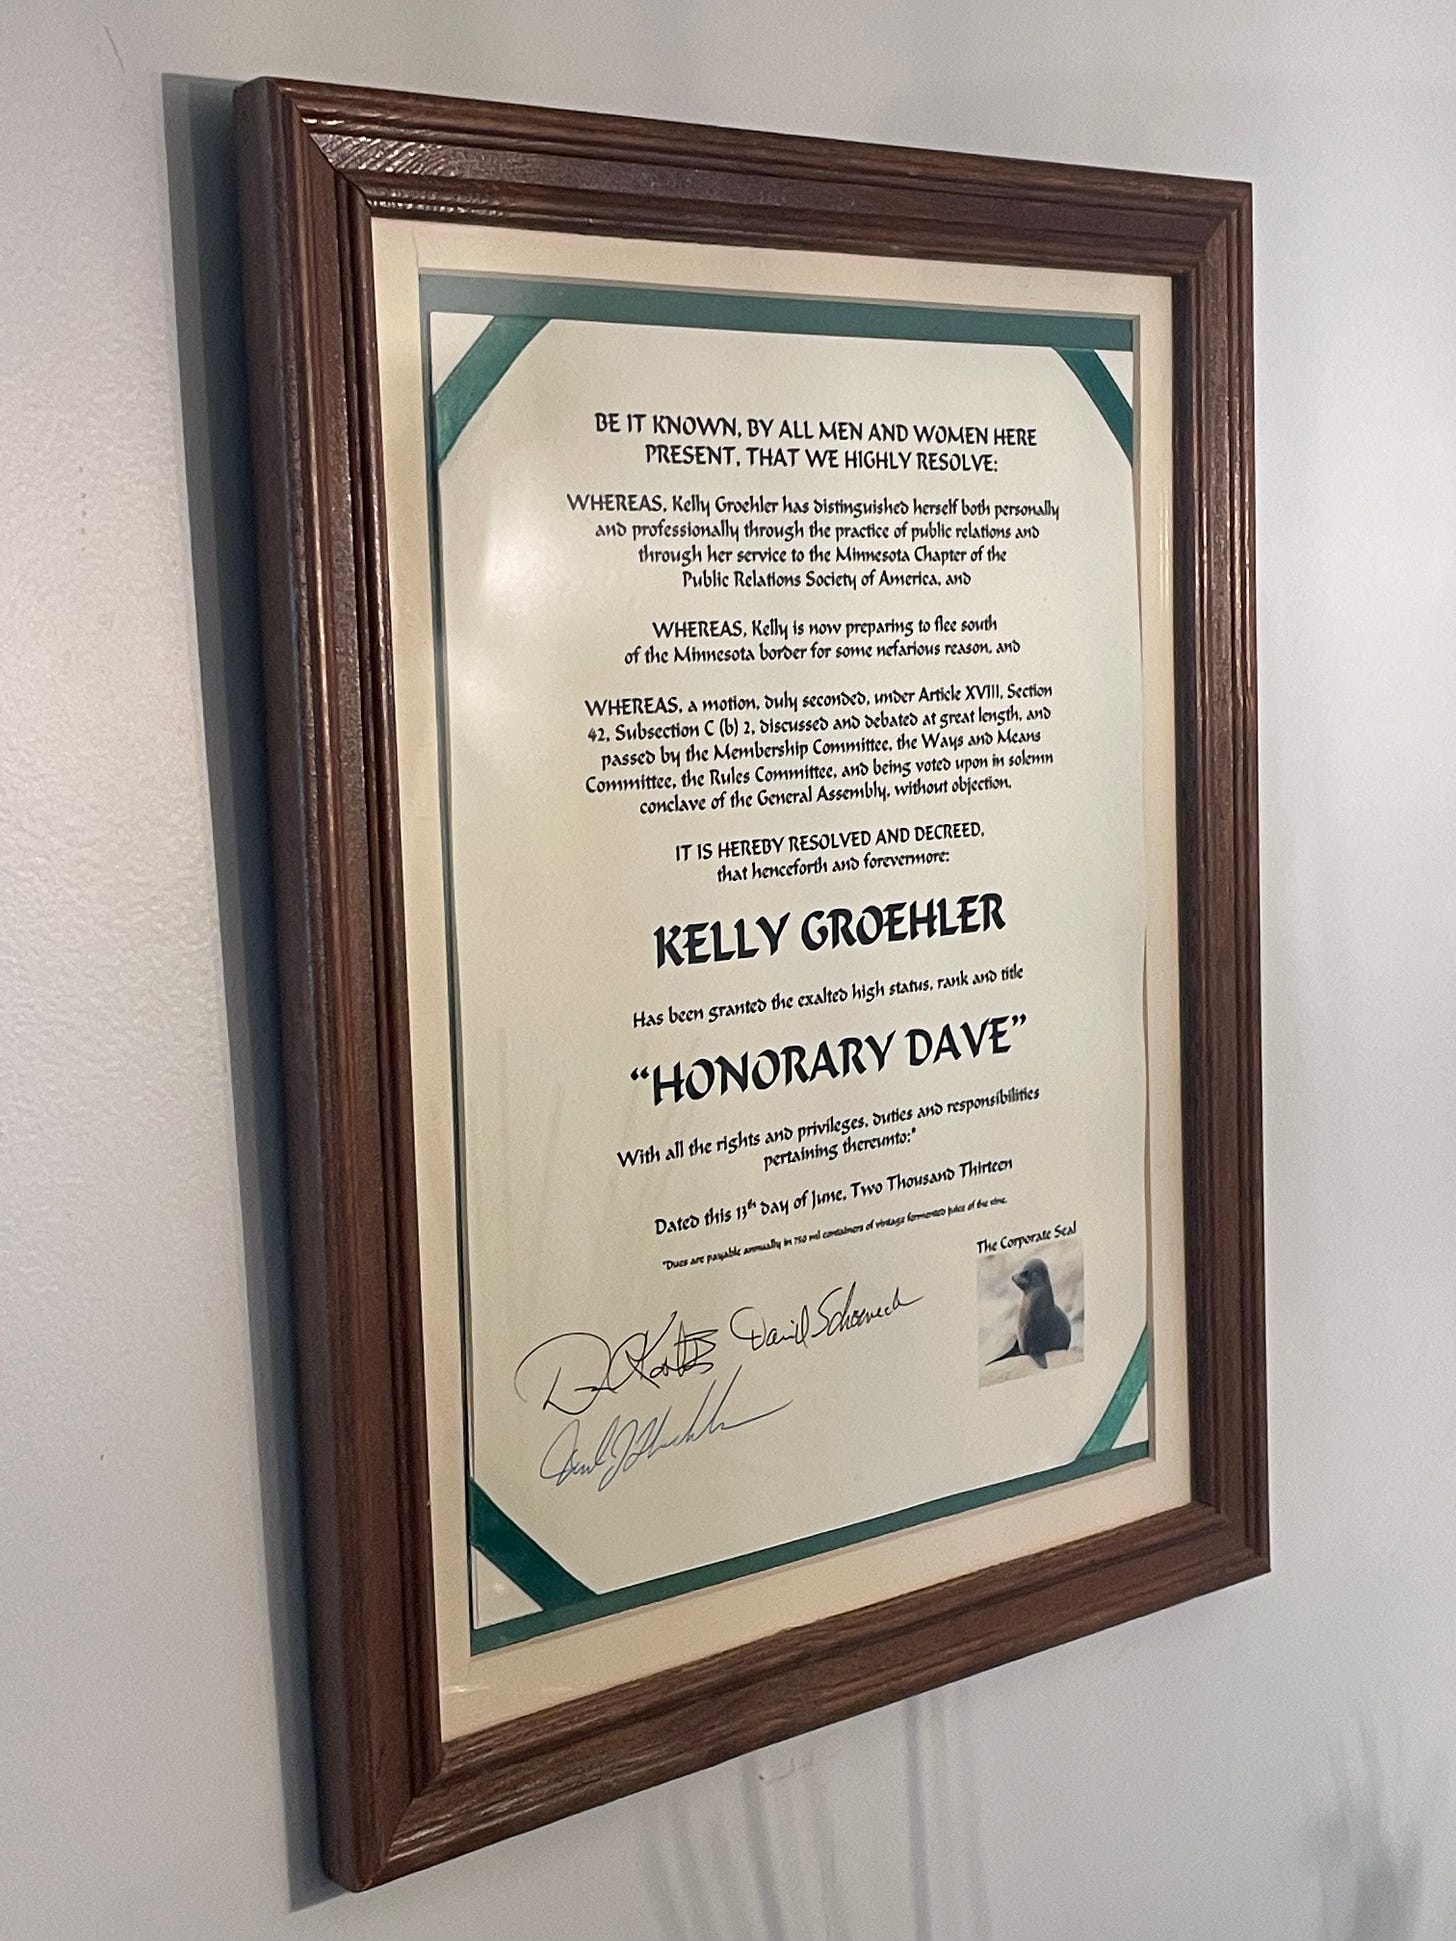 BE IT KNOWN, BY ALL MEN AND WOMEN HERE
PRESENT, THAT WE HIGHLY RESOLVE:
WHEREAS, Kelly Groehler has distinguished herself both personally
and professionally through the practice of public relations and
through her service to the Minnesota Chapter of the
Public Relations Society of America, and
WHEREAS, Kelly is now preparing to flee south
of the Minnesota border for some nefarious reason, and
WHEREAS, a motion, duly seconded, under Article XVIII, Section
42, Subsection C (b) 2, discussed and debated at great length, and
passed by the Membership Committee, the Ways and Means
Committee, the Rules Committee, and being voted upon in solemn
conclave of the General Assembly, without objection.
IT IS HEREBY RESOLVED AND DECREED,
that henceforth and forevermore:
KELLY GROEHLER
Has been granted the exalted high status, rank and title
"HONORARY DAVE"
With all the rights and privileges, duties and responsibilities
pertaining thereunto:*
Dated this 13th day of June, Two Thousand Thirteen
*Dues are payable annually in 750 ml containers of vintage fermented juice of the vine.
The Corporate Seal